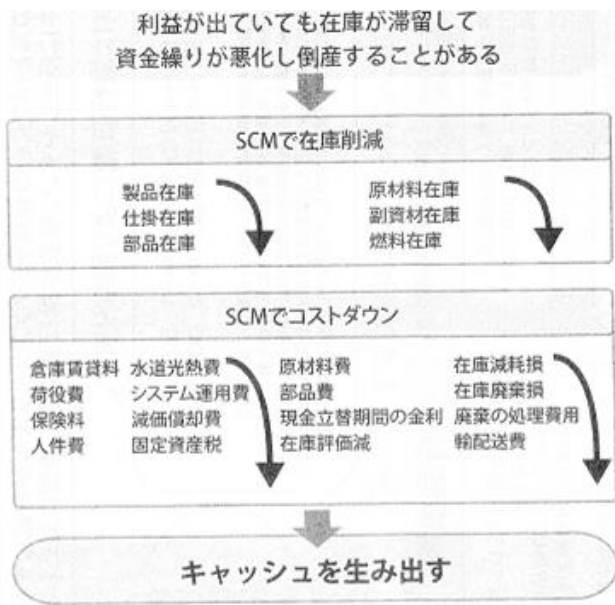 利益が出ていても在庫が滞留して
資金繰りが悪化し倒産することがある
SCMで在庫削減
製品在庫
仕掛在庫
部品在庫
原材料在庫
副資材在庫
燃料在庫
SCMでコストダウン
倉庫賃貸料
荷役費
保険料
人件費
水道光熱費
システム運用費
減価償却費
固定資産税
原材料費
部品費
現金立替期間の金利
在庫評価減
在庫減耗損
在庫廃棄損
廃棄の処理費用
輸配送費
キャッシュを生み出す